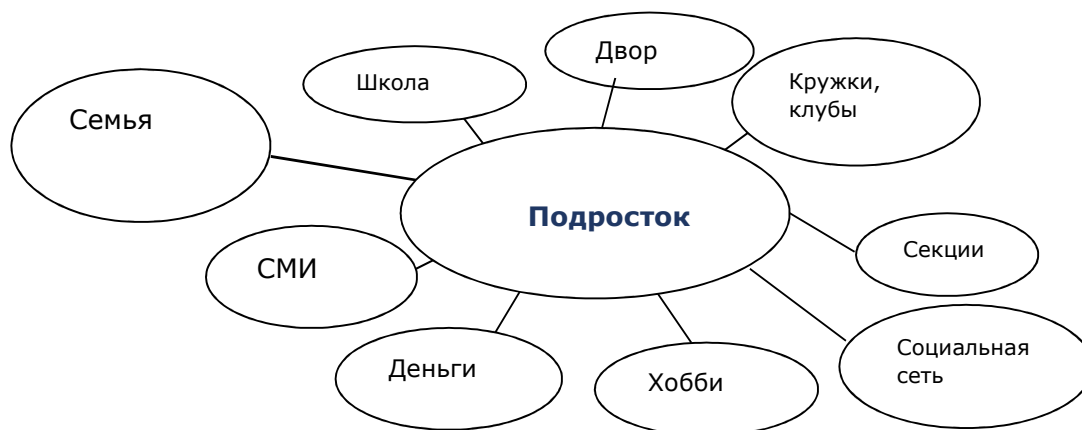 Двор
Школа
Кружки,
клубы
Семья
Подросток
Секции
СМИ
Социальная
сеть
Деньги
Хобби